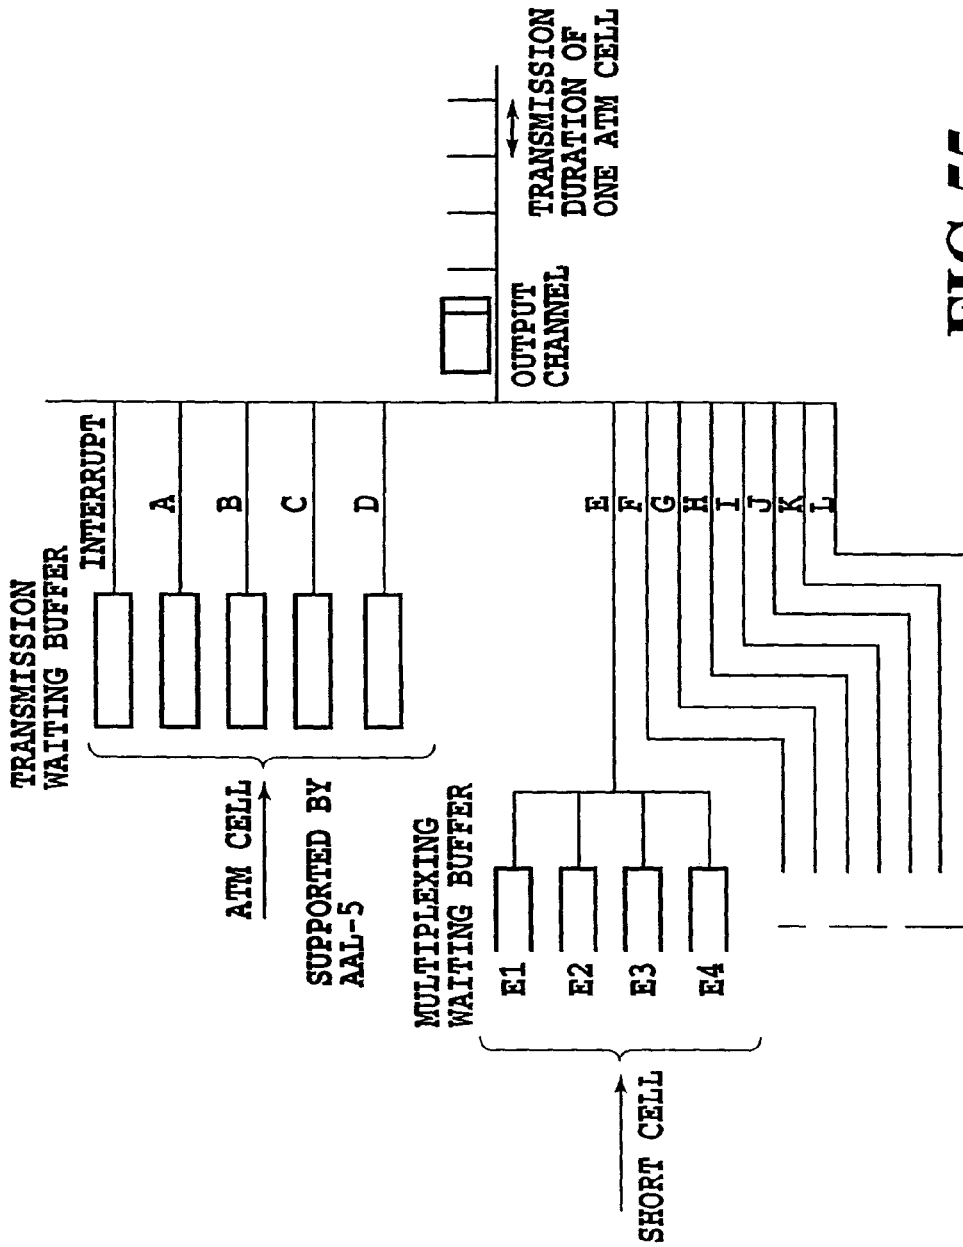 TRANSMISSION
WAITING BUFFER
INTERRUPT
A
B
C
D
ATM CELL
SUPPORTED BY
AAL-5
OUTPUT
CHANNEL
TRANSMISSION
DURATION OF
ONE ATM CELL
MULTIPLEXING
WAITING BUFFER
E1
E2
E3
E4
SHORT CELL
E
F
G
H
I
J
K
L